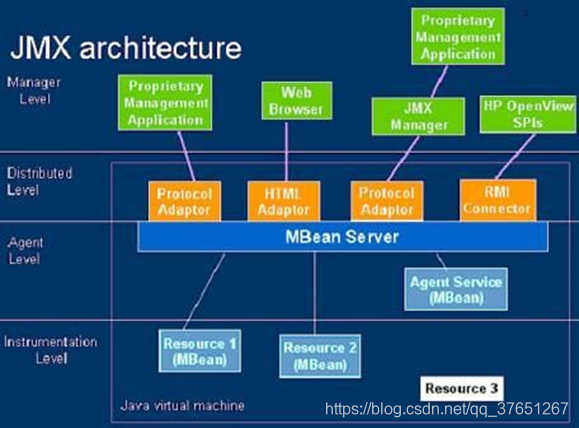 JMX architecture
Proprietary
Management
Application
Manager
Level
Proprietary
Management
Application
Web
Browser
JMX
Manager
HP OpenView
SPIs
Distributed
Level
Protocol
Adaptor
HTML
Adaptor
Protocol
Adaptor
RMI
Connector
MBean Server
Agent
Level
Agent Service
(MBean)
Instrumentation
Level
Resource 1
(MBean)
Resource 2
(MBean)
Resource 3
Java virtual machine
https://blog.csdn.net/qq_37651267